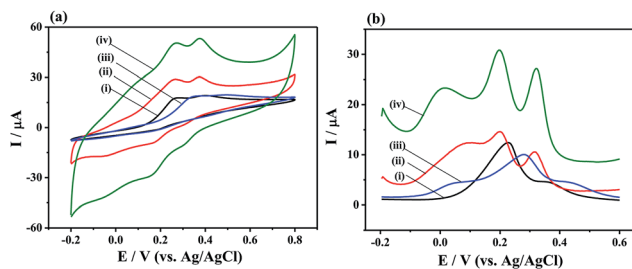 (a)
60
30
0
-30
-60
I / μA
(iv)
(iii)
(ii)
(i)
-0.2 0.0 0.2 0.4 0.6 0.8
E / V (vs. Ag/AgCl)
(b)
30
20
10
0
I / μA
(iv)
(iii)
(ii)
(i)
-0.2 0.0 0.2 0.4 0.6
E / V (vs. Ag/AgCl)